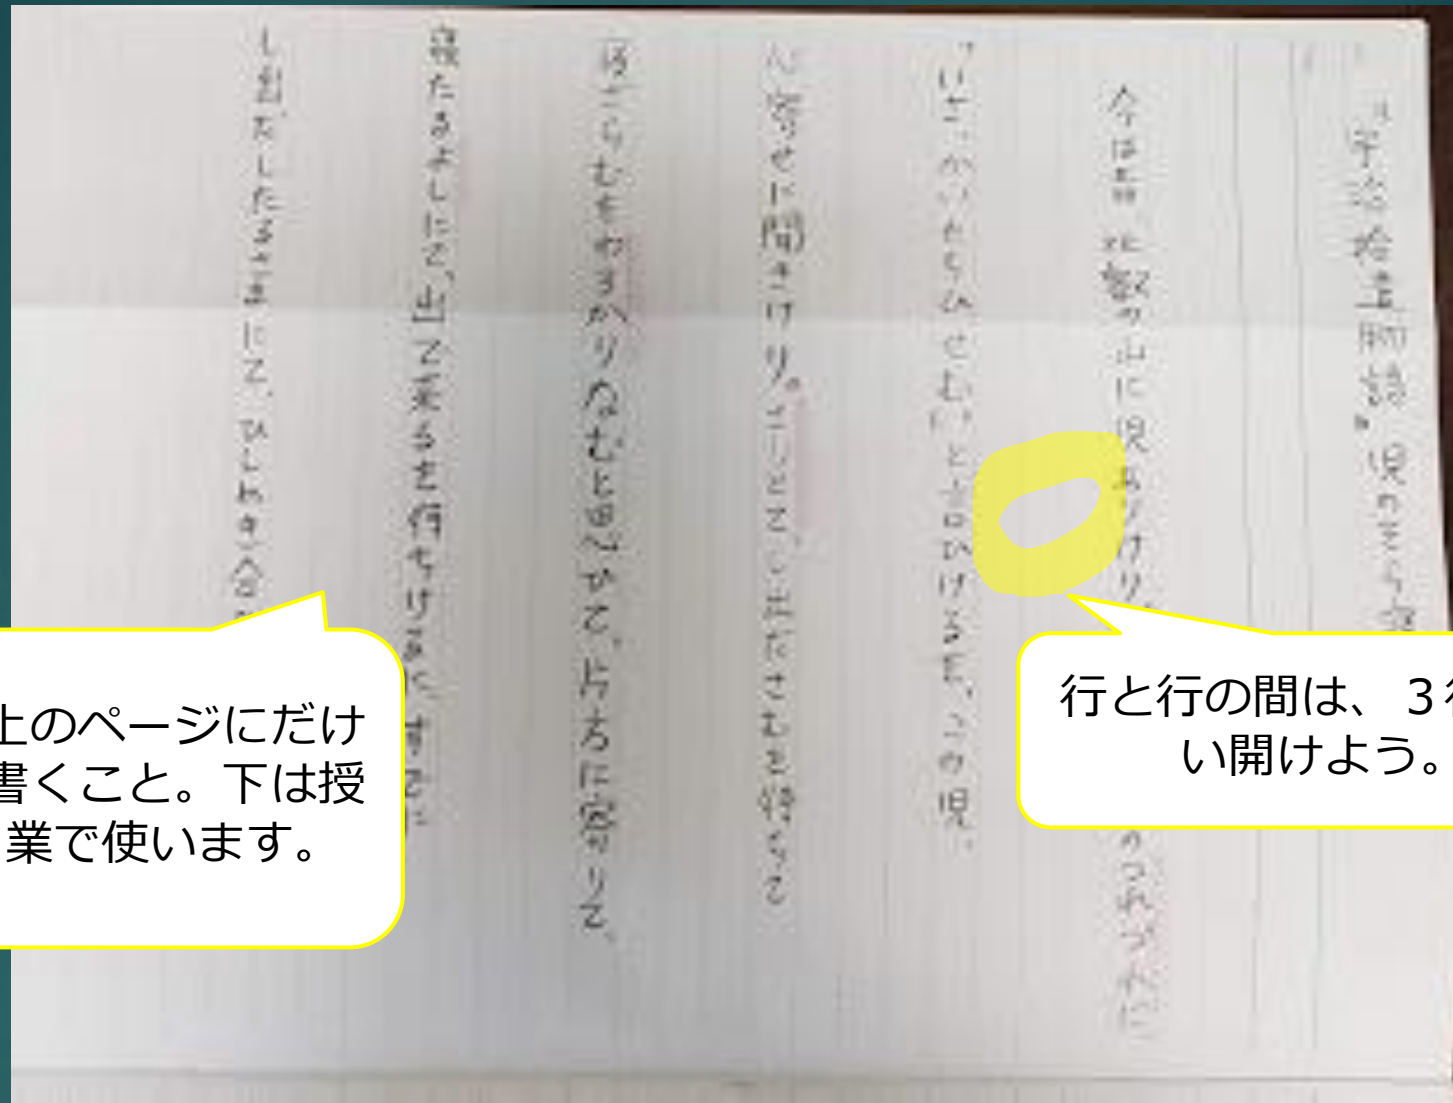 『宇治拾遺物語』児のそら寝
今は昔、比叡の山に児ありけり。のつれづれに
「いざ、かいもちひせむ。」と言ひけるを、この児、
心寄せに聞きけり。さりとて、し出ださむを待ちて
寝ざらむもわろかりなむと思ひて、片方に寄りて、
寝たるよしにて、出で来るを待ちけるに、すでに
し出だしたるさまにて、ひしめき合
行と行の間は、３行
い開けよう。
上のページにだけ
書くこと。下は授
業で使います。